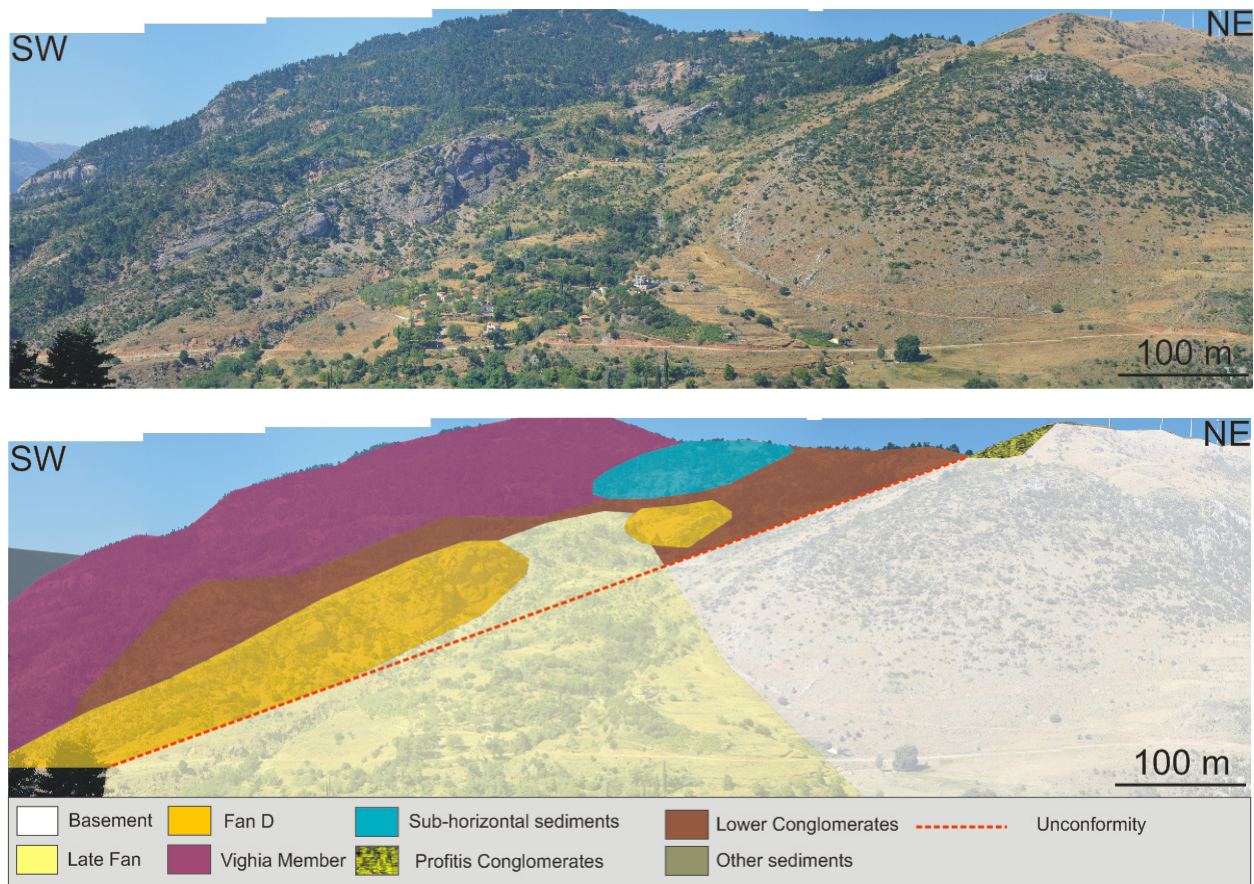 SW
NE
100 m
SW
NE
100 m
Basement
Fan D
Sub-horizontal sediments
Lower Conglomerates
Unconformity
Late Fan
Vighia Member
Profitis Conglomerates
Other sediments